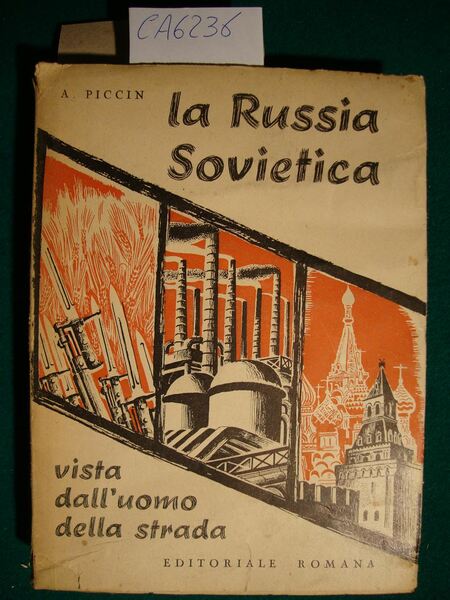 CA6236
A. PICCIN
la Russia
Sovietica
vista
dall'uomo
della strada
EDITORIALE ROMANA